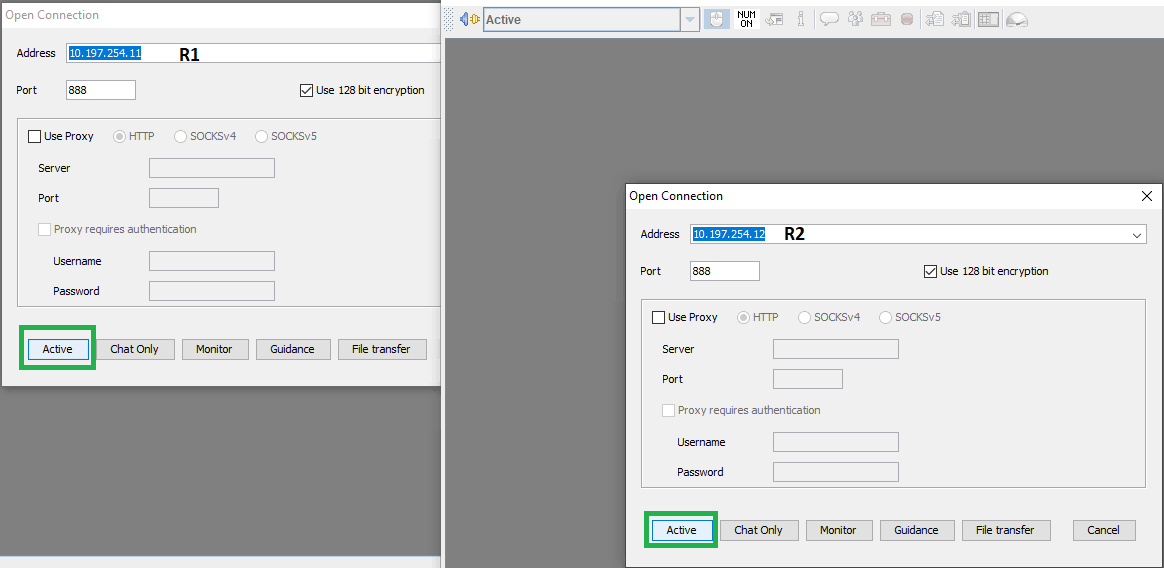 Open Connection
Address 10.197.254.11 R1
Port 888 Use 128 bit encryption
Use Proxy HTTP SOCKSv4 SOCKSv5
Server
Port
Proxy requires authentication
Username
Password
Active Chat Only Monitor Guidance File transfer
Active NUM ON
Open Connection
Address 10.197.254.12 R2
Port 888 Use 128 bit encryption
Use Proxy HTTP SOCKSv4 SOCKSv5
Server
Port
Proxy requires authentication
Username
Password
Active Chat Only Monitor Guidance File transfer Cancel